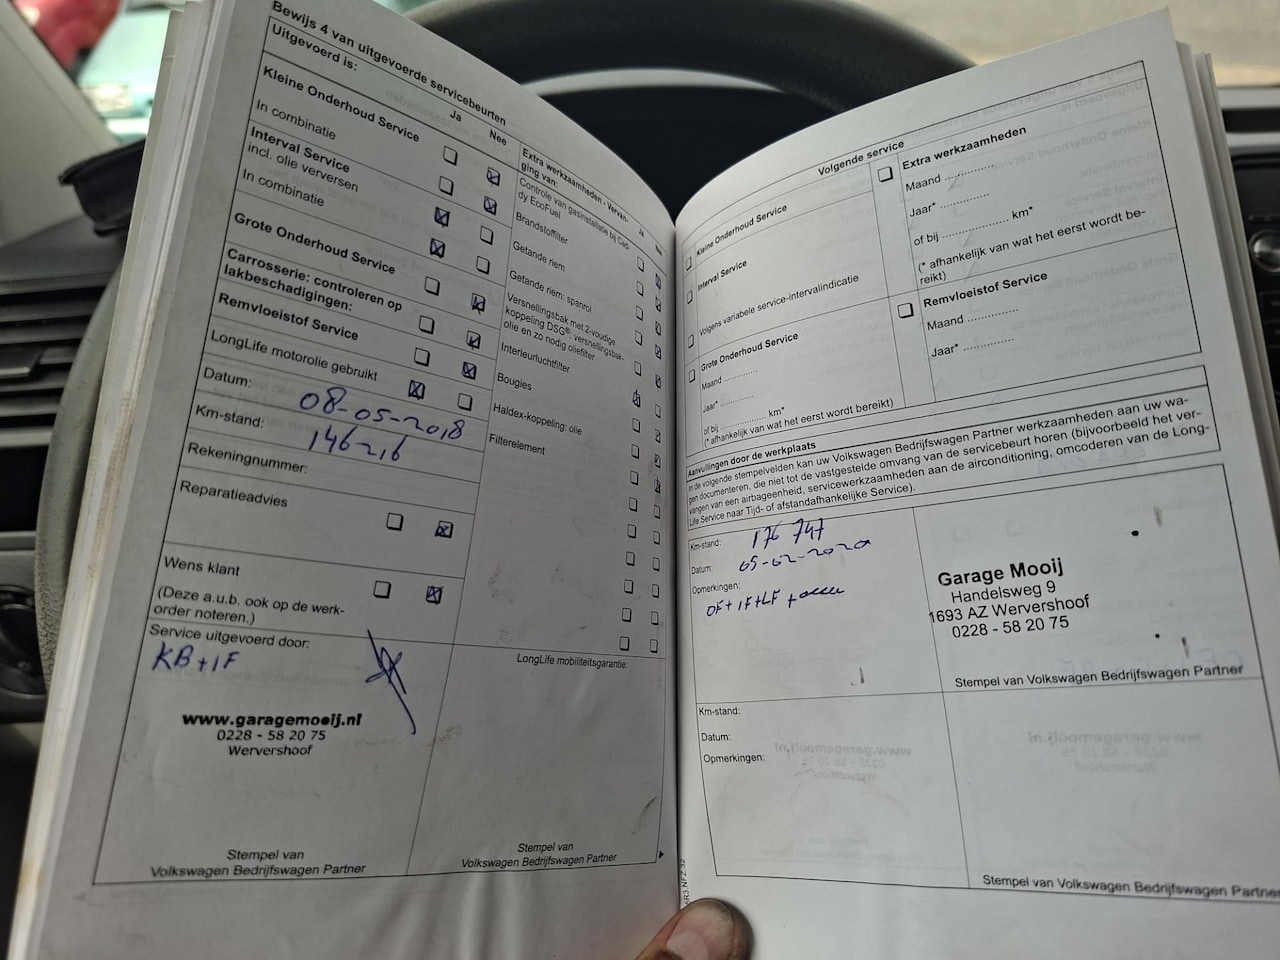 Bewijs 4 van uitgevoerde servicebeurten
Uitgevoerd is:
Ja Nee
Kleine Onderhoud Service
In combinatie
Interval Service
incl. olie verversen
In combinatie
Grote Onderhoud Service
Carrosserie: controleren op
lakbeschadigingen:
Remvloeistof Service
LongLife motorolie gebruikt
Datum: 08-05-2018
Km-stand: 146216
Rekeningnummer:
Reparatieadvies
Wens klant
(Deze a.u.b. ook op de werk-
order noteren.)
Service uitgevoerd door:
KB+IF
www.garagemooij.nl
0228 - 58 20 75
Wervershoof
Stempel van
Volkswagen Bedrijfswagen Partner
Extra werkzaamheden - Vervan-
ging van:
Ja
Controle van gasinstallatie bij Cad-
dy EcoFuel
Brandstoffilter
Getande riem
Getande riem: spanrol
Versnellingsbak met 2-voudige
koppeling DSG®: versnellingsbak-
olie en zo nodig oliefilter
Interieurluchtfilter
Bougies
Haldex-koppeling: olie
Filterelement
LongLife mobiliteitsgarantie:
Stempel van
Volkswagen Bedrijfswagen Partner
Volgende service
Kleine Onderhoud Service
Interval Service
Volgens variabele service-intervalindicatie
Grote Onderhoud Service
Maand ............
Jaar* ............
of bij ............ km*
(* afhankelijk van wat het eerst wordt bereikt)
Extra werkzaamheden
Maand ..............
Jaar* ..............
of bij .................. km*
(* afhankelijk van wat het eerst wordt be-
reikt)
Remvloeistof Service
Maand ..............
Jaar* ..............
Aanvullingen door de werkplaats
In de volgende stempelvelden kan uw Volkswagen Bedrijfswagen Partner werkzaamheden aan uw wa-
gen documenteren, die niet tot de vastgestelde omvang van de servicebeurt horen (bijvoorbeeld het ver-
vangen van een airbageenheid, servicewerkzaamheden aan de airconditioning, omcoderen van de Long-
Life Service naar Tijd- of afstandafhankelijke Service).
Km-stand: 176 747
Datum: 05-02-2020
Opmerkingen:
OF+IF+LF +
Garage Mooij
Handelsweg 9
1693 AZ Wervershoof
0228 - 58 20 75
Stempel van Volkswagen Bedrijfswagen Partner
Km-stand:
Datum:
Opmerkingen:
Stempel van Volkswagen Bedrijfswagen Partner